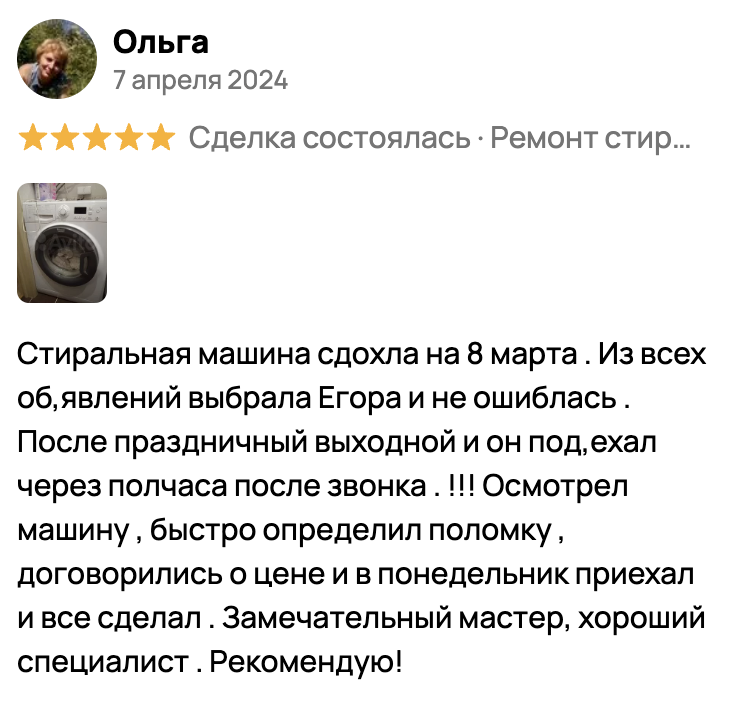 Ольга
7 апреля 2024
Сделка состоялась · Ремонт стир...
Стиральная машина сдохла на 8 марта . Из всех
об,явлений выбрала Егора и не ошиблась .
После праздничный выходной и он под,ехал
через полчаса после звонка . !!! Осмотрел
машину , быстро определил поломку ,
договорились о цене и в понедельник приехал
и все сделал . Замечательный мастер, хороший
специалист . Рекомендую!